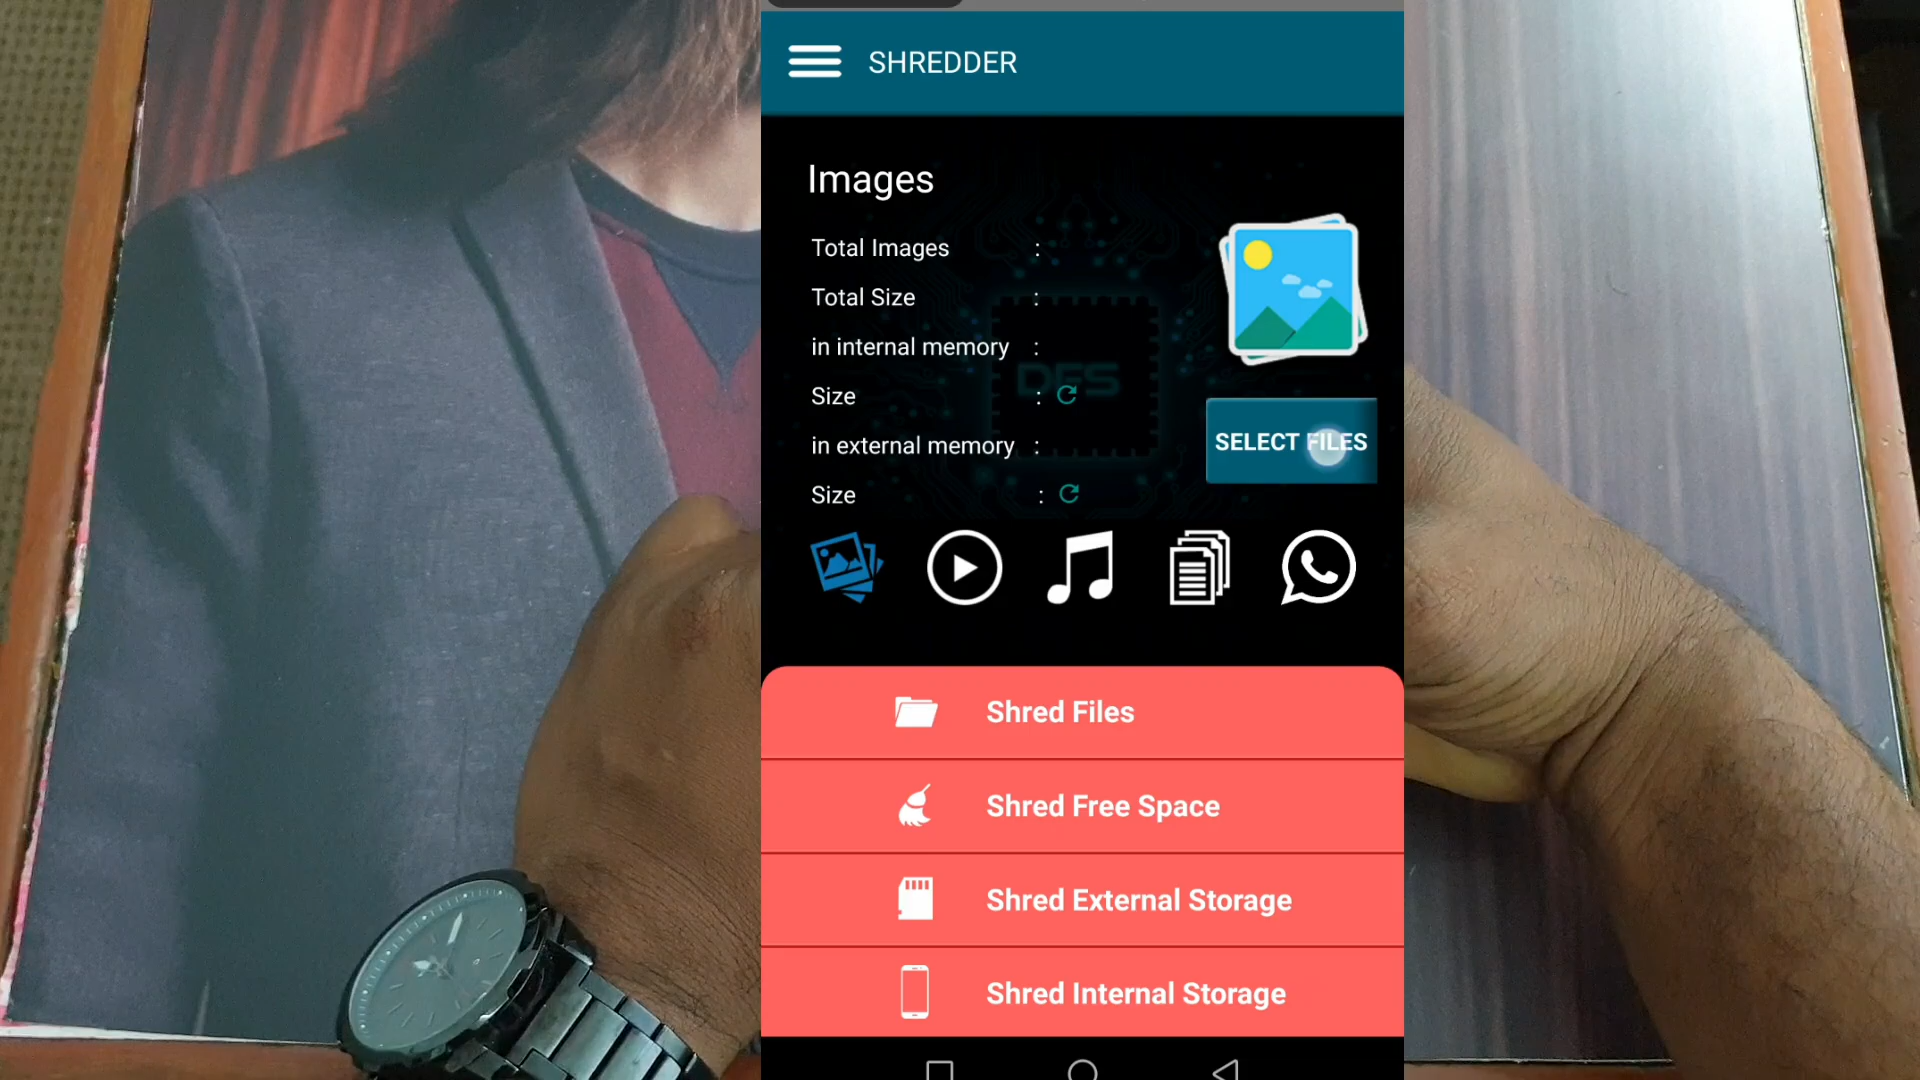 SHREDDER
Images
Total Images :
Total Size :
in internal memory :
Size :
in external memory :
Size :
DFS
SELECT FILES
Shred Files
Shred Free Space
Shred External Storage
Shred Internal Storage